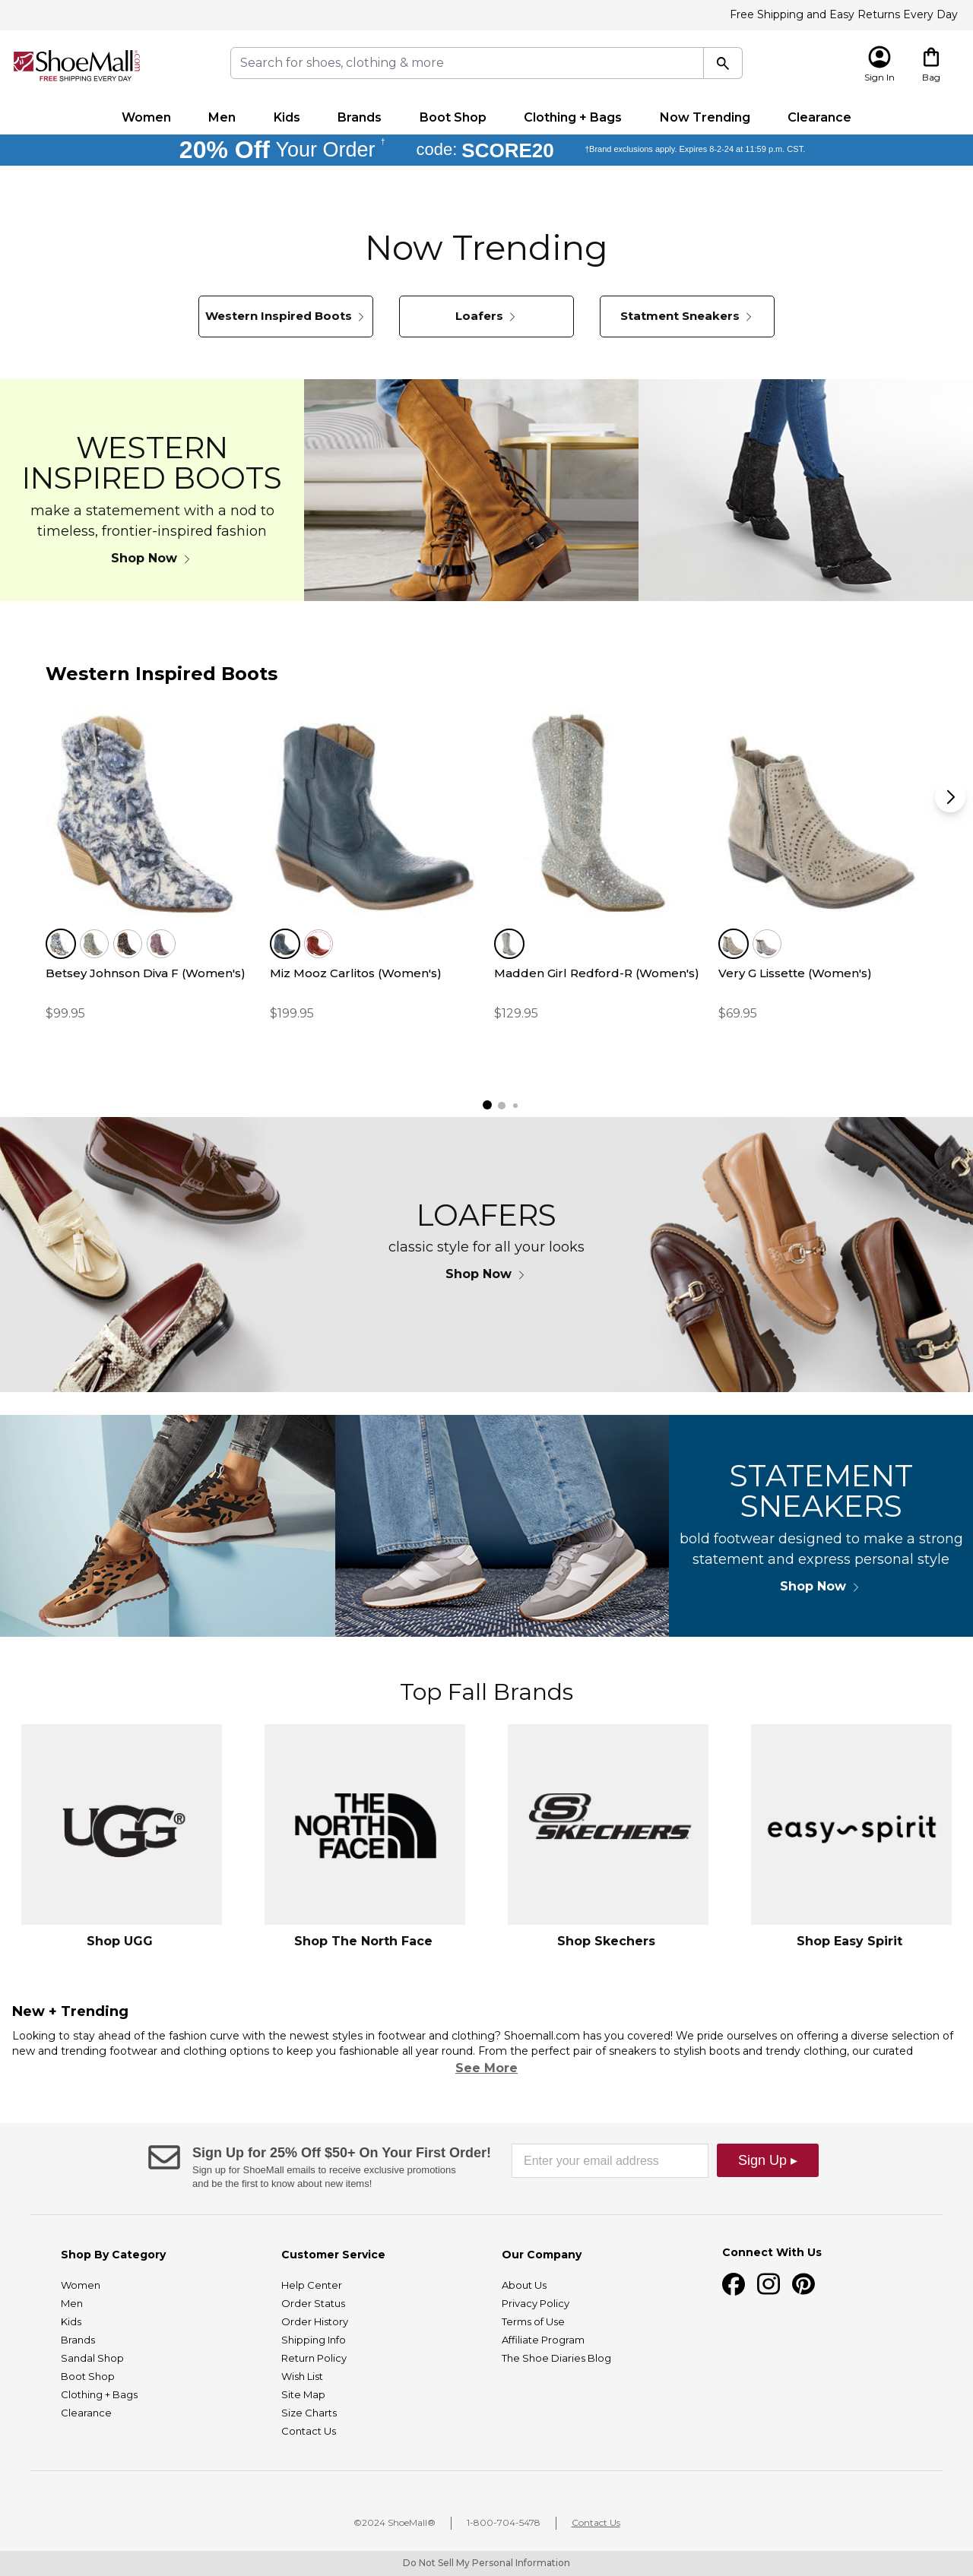 Free Shipping and Easy Returns Every Day
ShoeMall.com
FREE SHIPPING EVERY DAY
Search for shoes, clothing & more
Sign In
Bag
Women Men Kids Brands Boot Shop Clothing + Bags Now Trending Clearance
20% Off Your Order † code: SCORE20 †Brand exclusions apply. Expires 8-2-24 at 11:59 p.m. CST.
Now Trending
Western Inspired Boots
Loafers
Statment Sneakers
WESTERN
INSPIRED BOOTS
make a statemement with a nod to
timeless, frontier-inspired fashion
Shop Now
Western Inspired Boots
Betsey Johnson Diva F (Women's)
$99.95
Miz Mooz Carlitos (Women's)
$199.95
Madden Girl Redford-R (Women's)
$129.95
Very G Lissette (Women's)
$69.95
LOAFERS
classic style for all your looks
Shop Now
STATEMENT
SNEAKERS
bold footwear designed to make a strong
statement and express personal style
Shop Now
Top Fall Brands
UGG®
THE
NORTH
FACE
SKECHERS
easy spirit
Shop UGG
Shop The North Face
Shop Skechers
Shop Easy Spirit
New + Trending
Looking to stay ahead of the fashion curve with the newest styles in footwear and clothing? Shoemall.com has you covered! We pride ourselves on offering a diverse selection of
new and trending footwear and clothing options to keep you fashionable all year round. From the perfect pair of sneakers to stylish boots and trendy clothing, our curated
See More
Sign Up for 25% Off $50+ On Your First Order!
Sign up for ShoeMall emails to receive exclusive promotions
and be the first to know about new items!
Enter your email address
Sign Up ▸
Shop By Category
Women
Men
Kids
Brands
Sandal Shop
Boot Shop
Clothing + Bags
Clearance
Customer Service
Help Center
Order Status
Order History
Shipping Info
Return Policy
Wish List
Site Map
Size Charts
Contact Us
Our Company
About Us
Privacy Policy
Terms of Use
Affiliate Program
The Shoe Diaries Blog
Connect With Us
©2024 ShoeMall® 1-800-704-5478 Contact Us
Do Not Sell My Personal Information